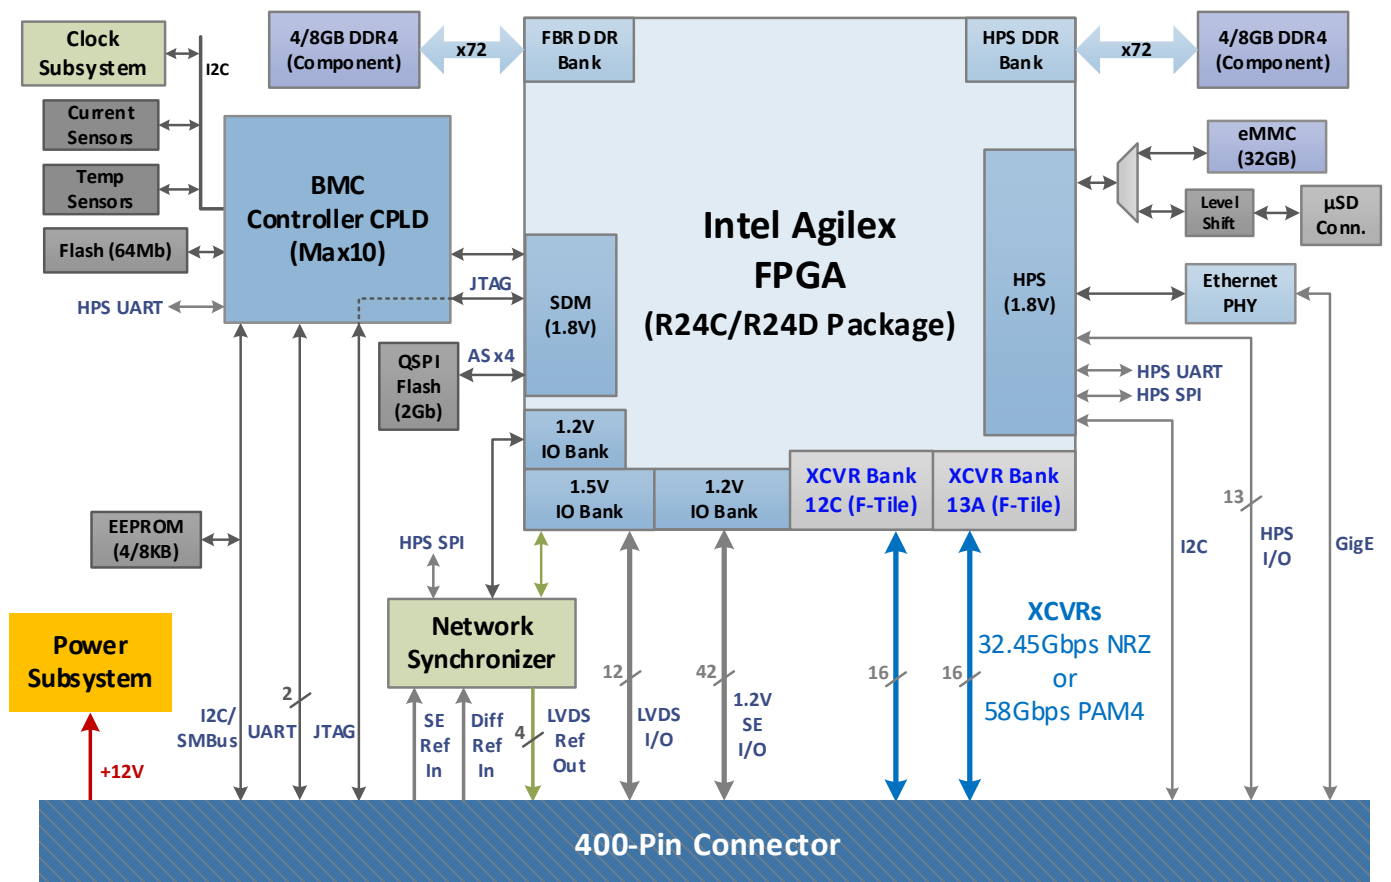 Clock
Subsystem
I2C
Current
Sensors
Temp
Sensors
Flash (64Mb)
HPS UART
4/8GB DDR4
(Component)
x72
FBR DDR
Bank
HPS DDR
Bank
x72
4/8GB DDR4
(Component)
BMC
Controller CPLD
(Max10)
Intel Agilex
FPGA
(R24C/R24D Package)
eMMC
(32GB)
Level
Shift
µSD
Conn.
HPS
(1.8V)
Ethernet
PHY
JTAG
SDM
(1.8V)
AS x4
QSPI
Flash
(2Gb)
HPS UART
HPS SPI
1.2V
IO Bank
1.5V
IO Bank
1.2V
IO Bank
XCVR Bank
12C (F-Tile)
XCVR Bank
13A (F-Tile)
EEPROM
(4/8KB)
HPS SPI
I2C
13
HPS
I/O
GigE
Network
Synchronizer
Power
Subsystem
+12V
I2C/
SMBus
2
UART
JTAG
SE
Ref
In
Diff
Ref
In
4
LVDS
Ref
Out
12
LVDS
I/O
42
1.2V
SE
I/O
16
16
XCVRs
32.45Gbps NRZ
or
58Gbps PAM4
400-Pin Connector